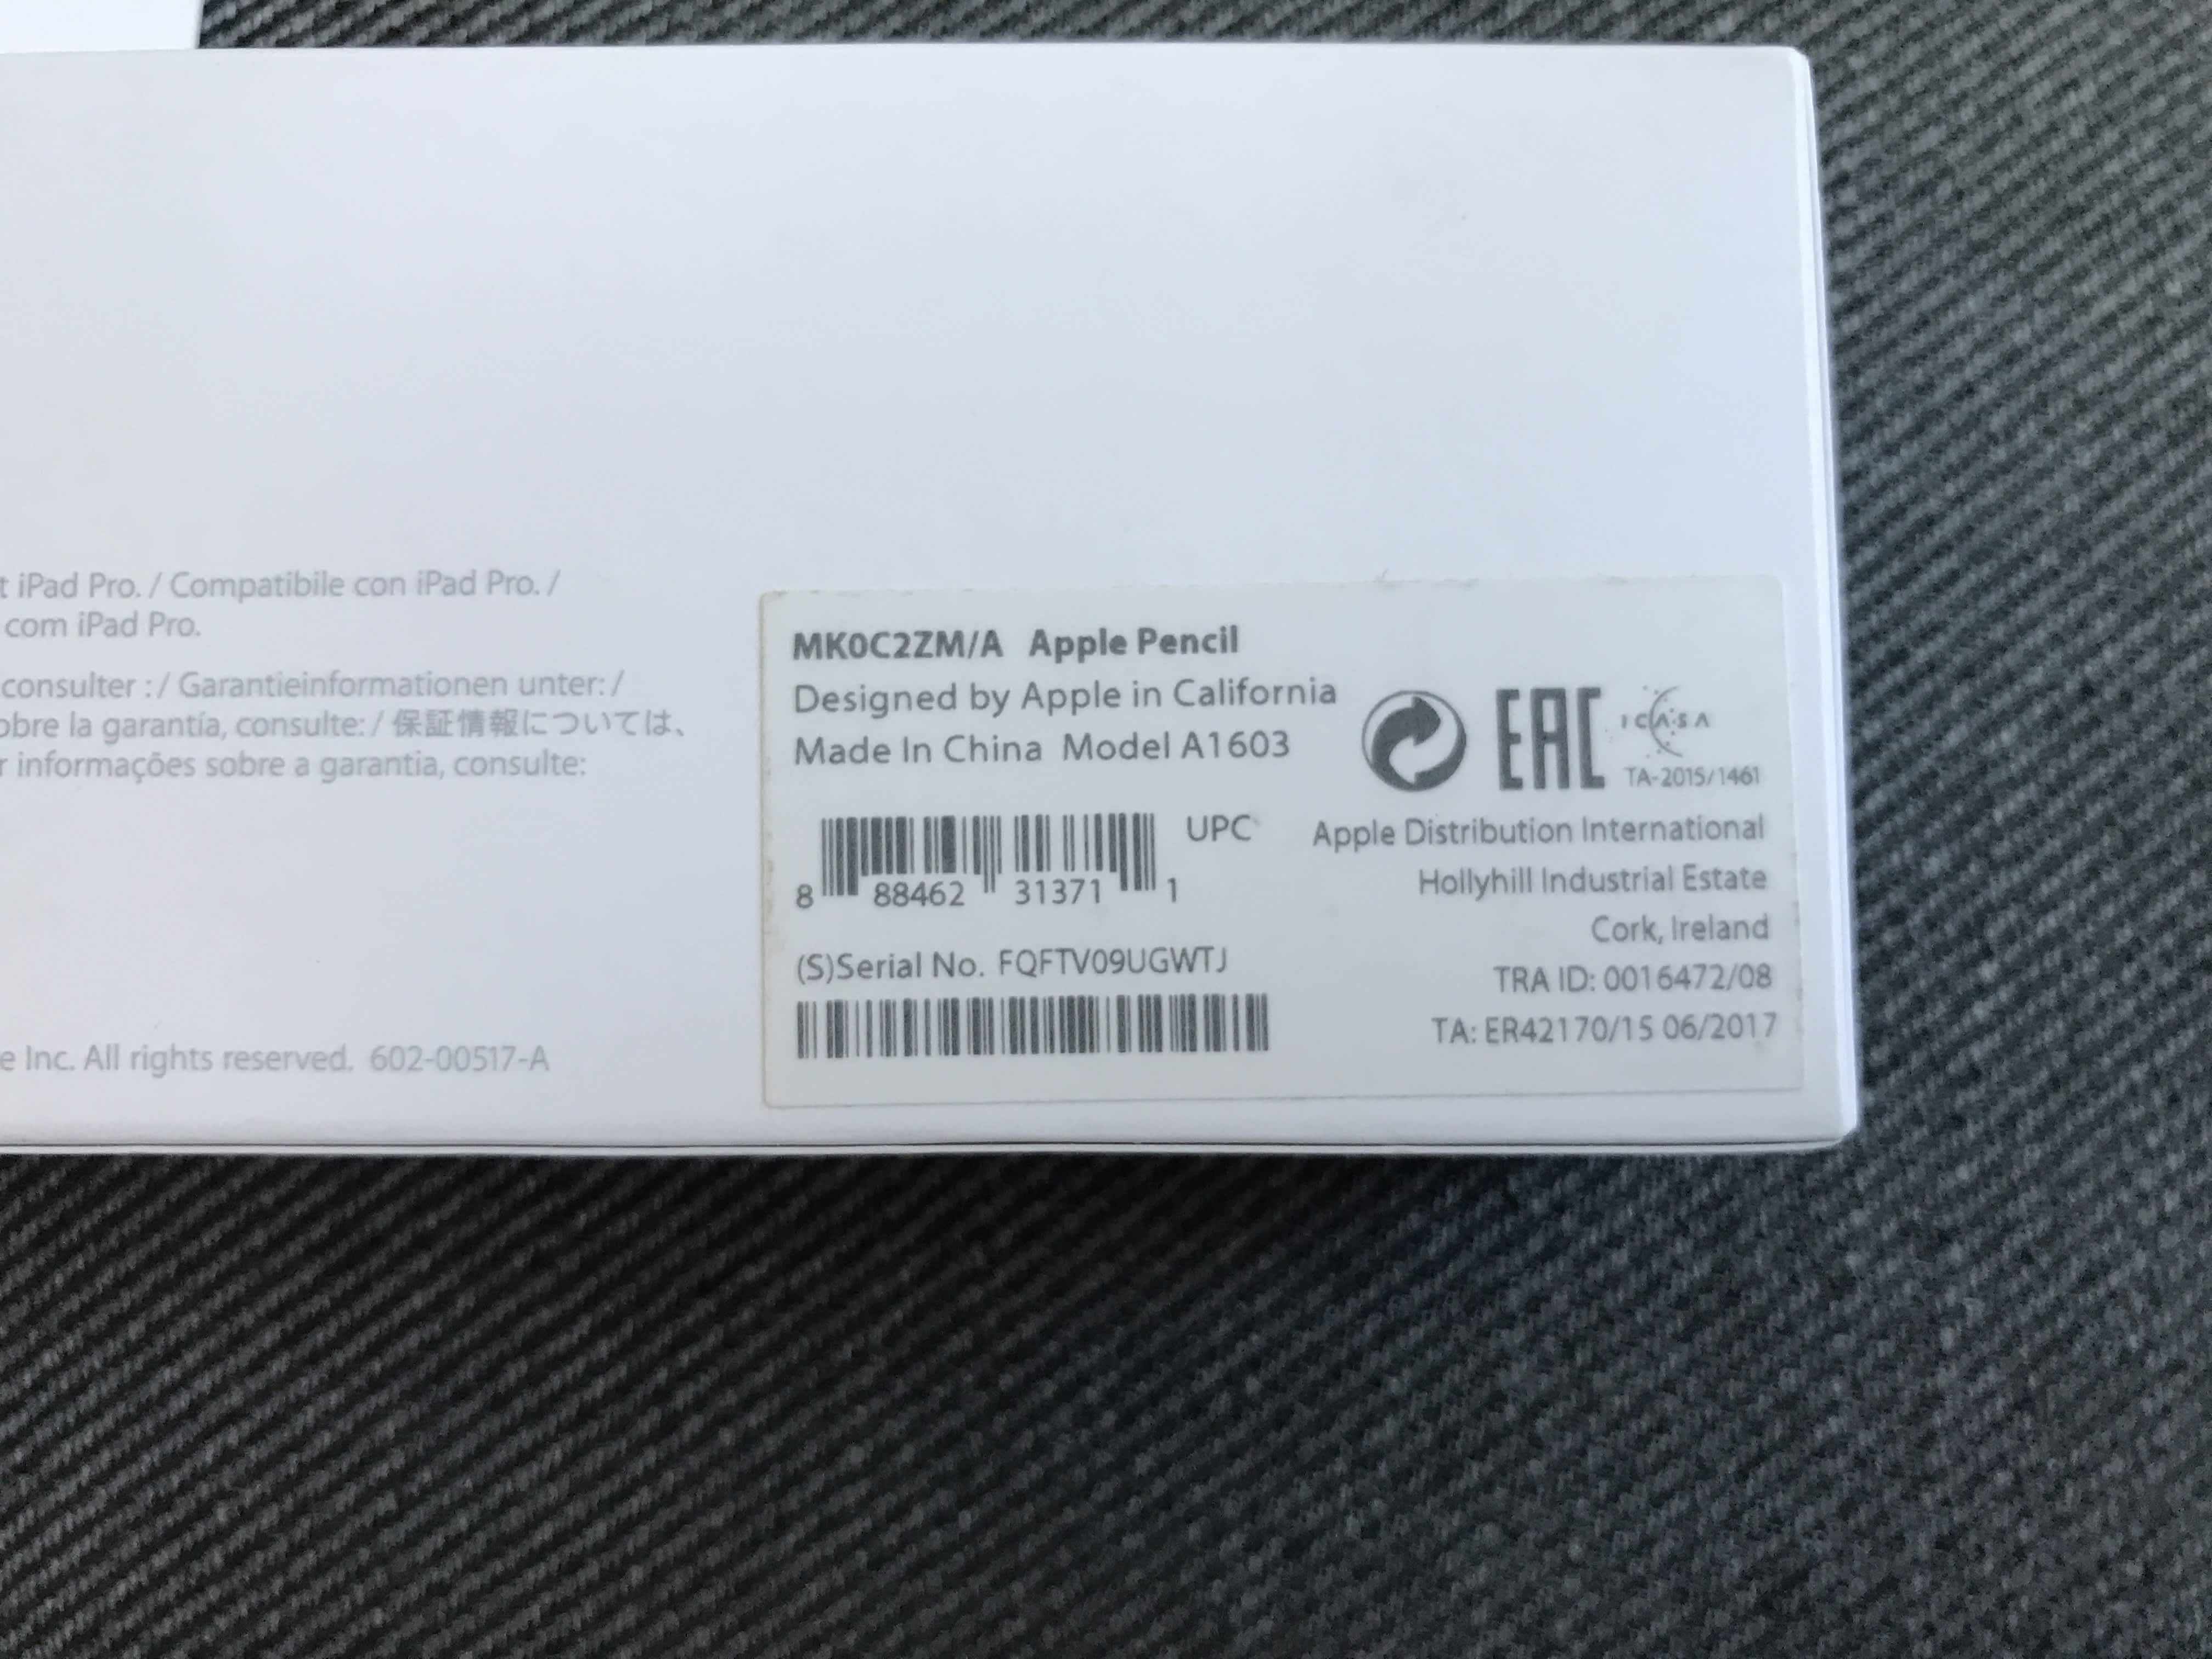 t iPad Pro. / Compatibile con iPad Pro. /
com iPad Pro.
consulter : / Garantieinformationen unter: /
obre la garantía, consulte: / 保証情報については、
r informações sobre a garantia, consulte:
e Inc. All rights reserved. 602-00517-A
MK0C2ZM/A Apple Pencil
Designed by Apple in California
Made In China Model A1603
EAC
ICASA
TA-2015/1461
UPC
8 88462 31371 1
(S)Serial No. FQFTV09UGWTJ
Apple Distribution International
Hollyhill Industrial Estate
Cork, Ireland
TRA ID: 0016472/08
TA: ER42170/15 06/2017